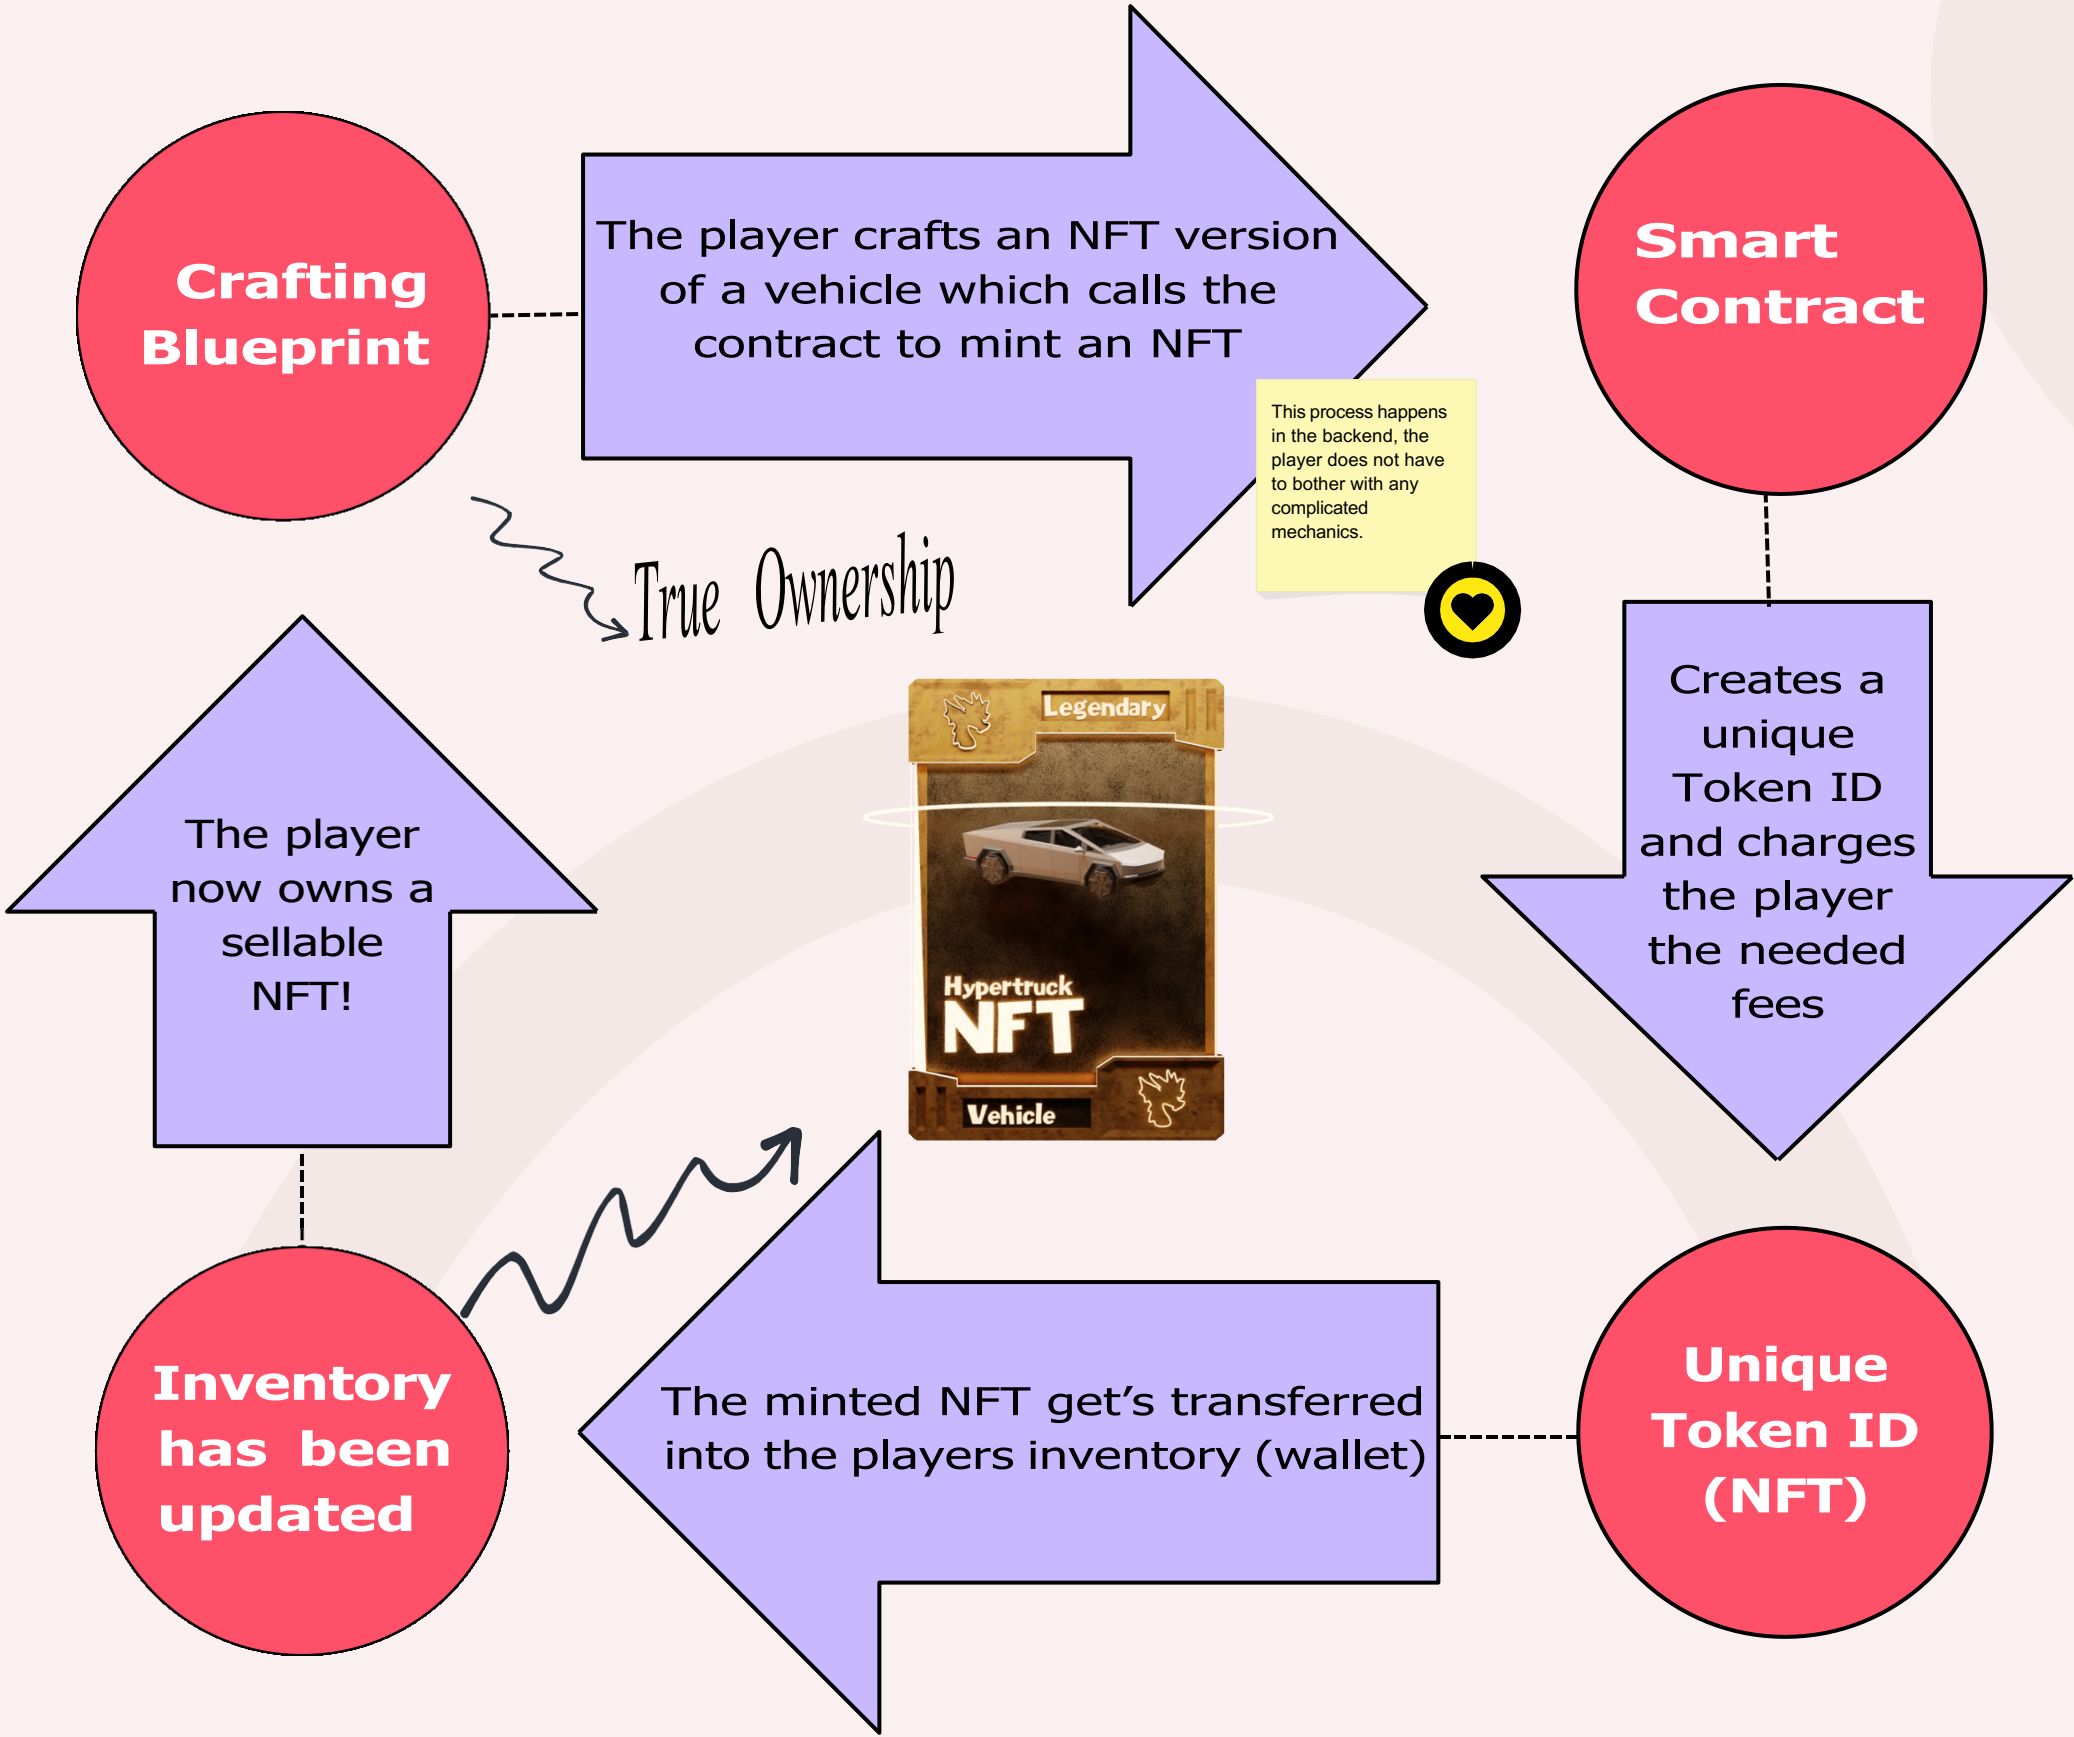 Crafting
Blueprint
The player crafts an NFT version
of a vehicle which calls the
contract to mint an NFT
This process happens
in the backend, the
player does not have
to bother with any
complicated
mechanics.
Smart
Contract
True Ownership
Creates a
unique
Token ID
and charges
the player
the needed
fees
Legendary
Hypertruck
NFT
Vehicle
The player
now owns a
sellable
NFT!
Unique
Token ID
(NFT)
The minted NFT get’s transferred
into the players inventory (wallet)
Inventory
has been
updated